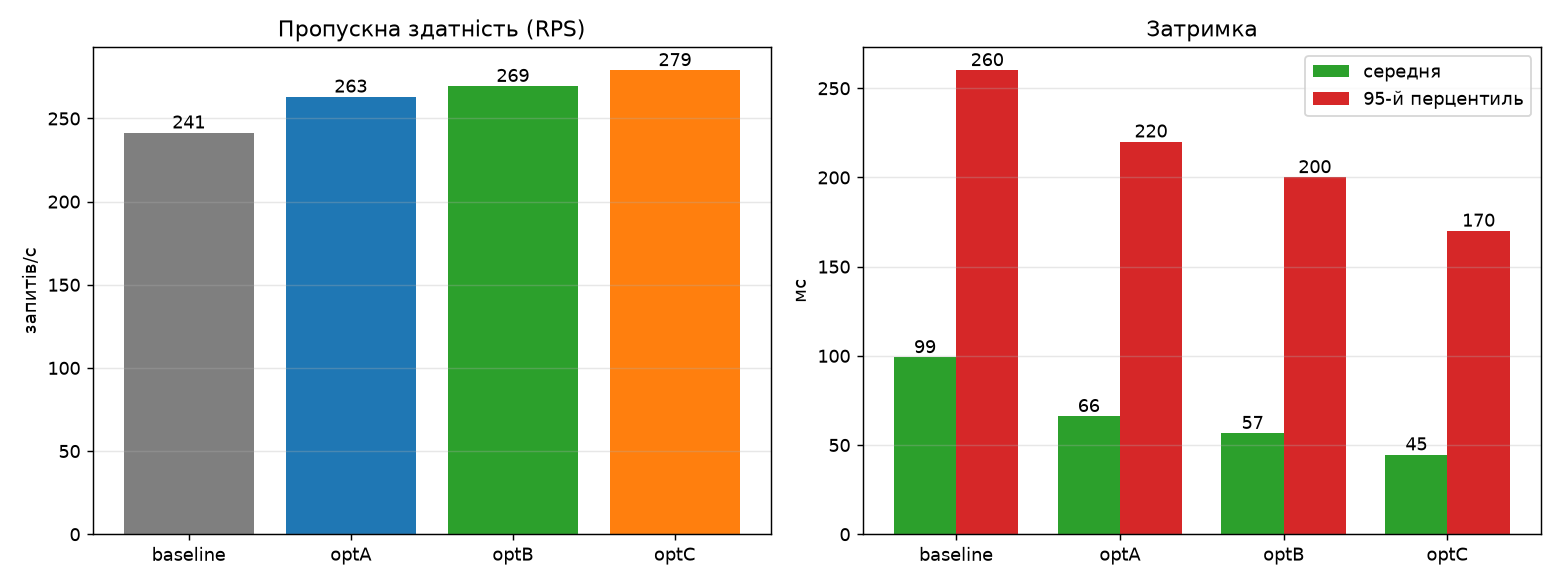 Пропускна здатність (RPS)
запитів/с
250
200
150
100
50
0
241
263
269
279
baseline
optA
optB
optC
Затримка
мс
250
200
150
100
50
0
середня
95-й перцентиль
99
260
66
220
57
200
45
170
baseline
optA
optB
optC